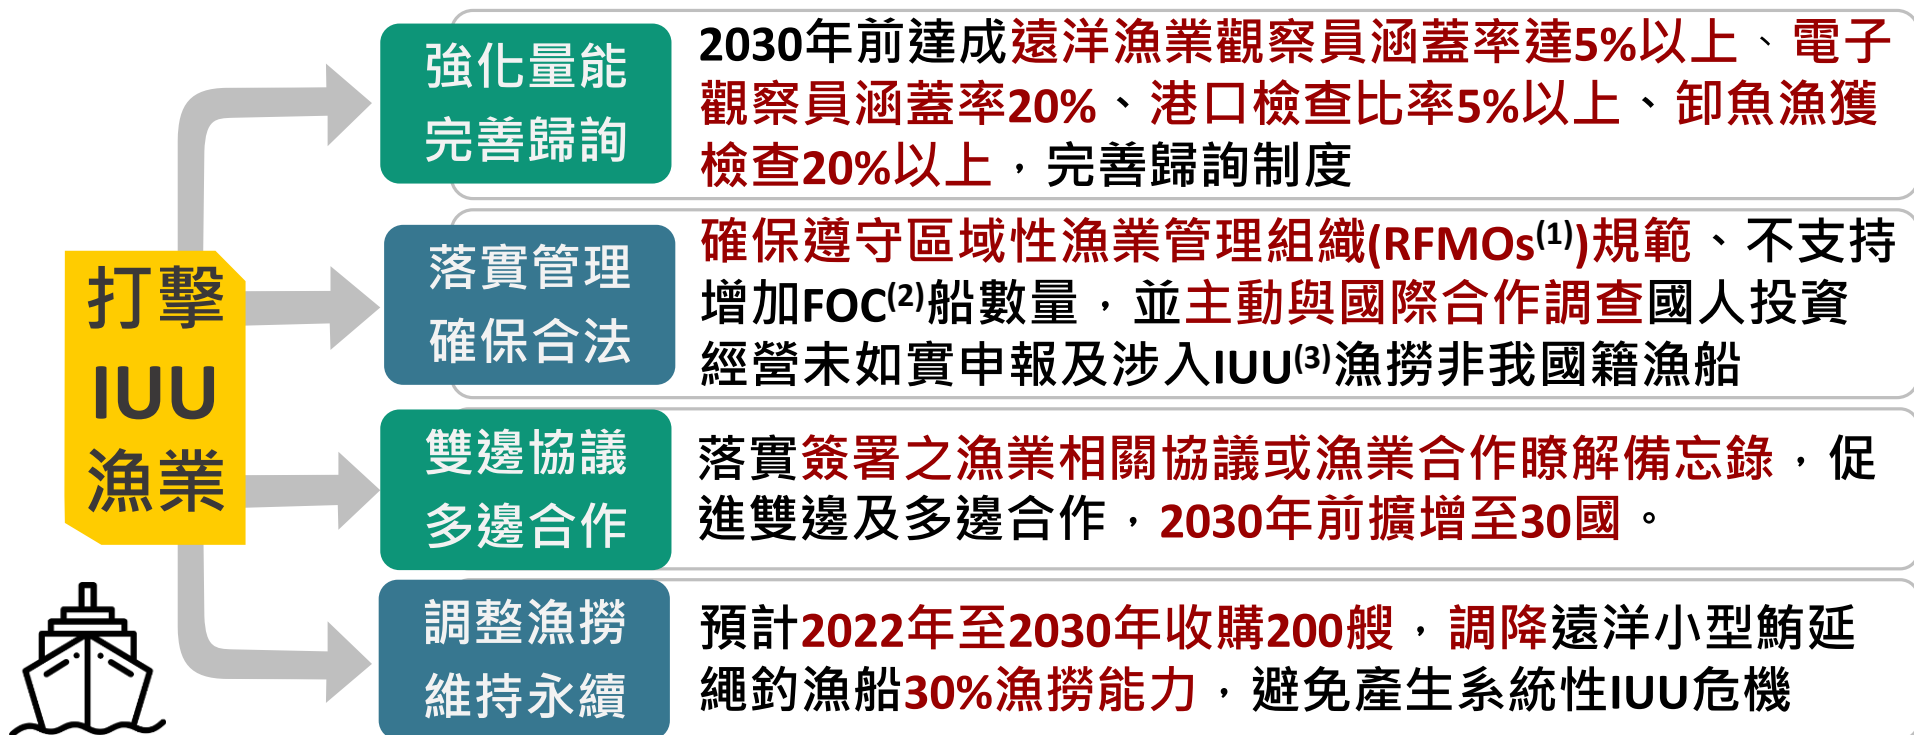 打擊
IUU
漁業
強化量能
完善歸詢
2030年前達成遠洋漁業觀察員涵蓋率達5%以上、電子
觀察員涵蓋率20%、港口檢查比率5%以上、卸魚漁獲
檢查20%以上，完善歸詢制度
落實管理
確保合法
確保遵守區域性漁業管理組織(RFMOs(1))規範、不支持
增加FOC(2)船數量，並主動與國際合作調查國人投資
經營未如實申報及涉入IUU(3)漁撈非我國籍漁船
雙邊協議
多邊合作
落實簽署之漁業相關協議或漁業合作瞭解備忘錄，促
進雙邊及多邊合作，2030年前擴增至30國。
調整漁撈
維持永續
預計2022年至2030年收購200艘，調降遠洋小型鮪延
繩釣漁船30%漁撈能力，避免產生系統性IUU危機